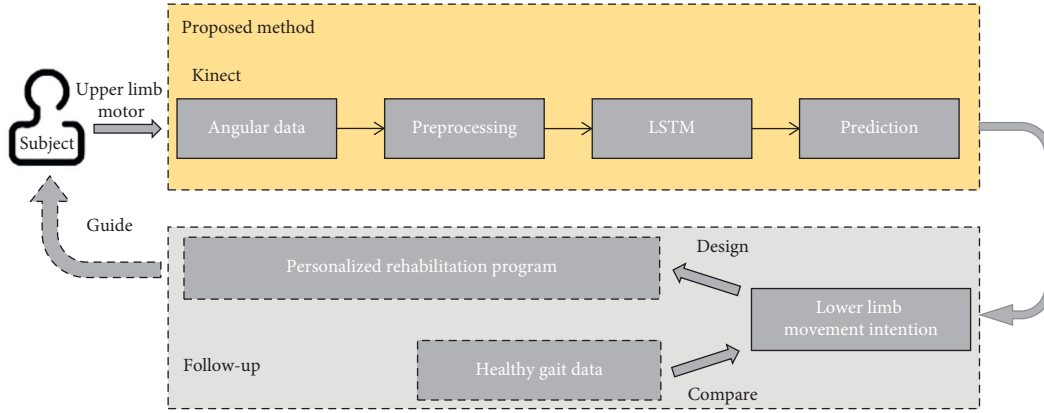 Proposed method
Kinect
Upper limb
motor
Subject
Angular data
Preprocessing
LSTM
Prediction
Guide
Design
Personalized rehabilitation program
Lower limb
movement intention
Follow-up
Healthy gait data
Compare